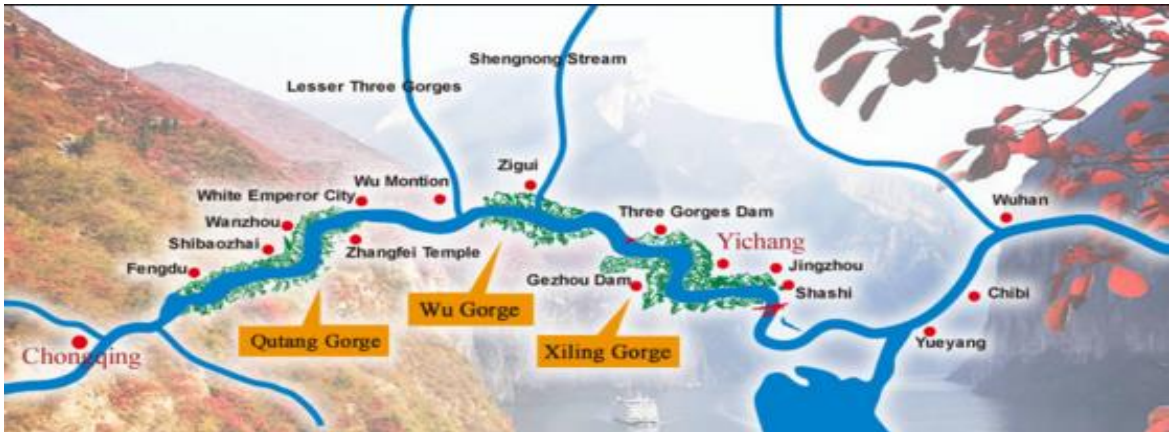 Shengnong Stream
Lesser Three Gorges
Zigui
Wu Montion
White Emperor City
Wanzhou
Shibaozhai
Fengdu
Zhangfei Temple
Three Gorges Dam
Yichang
Wuhan
Gezhou Dam
Jingzhou
Shashi
Chibi
Wu Gorge
Qutang Gorge
Xiling Gorge
Yueyang
Chongqing